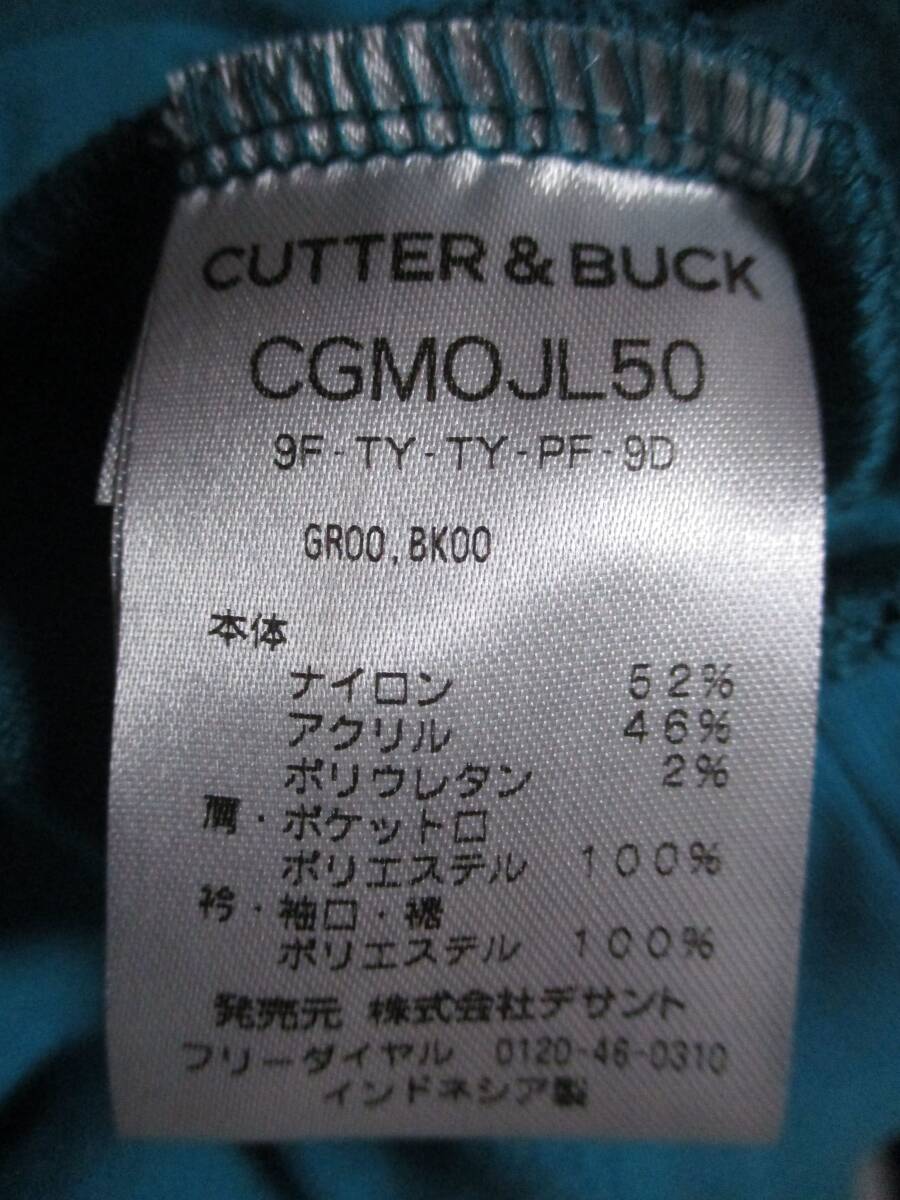 CUTTER & BUCK
CGMOJL50
9F-TY-TY-PF-9D
GR00,BK00
本体
ナイロン 52%
アクリル 46%
ポリウレタン 2%
肩・ポケット口
ポリエステル 100%
衿・袖口・裾
ポリエステル 100%
発売元 株式会社デサント
フリーダイヤル 0120-46-0310
インドネシア製